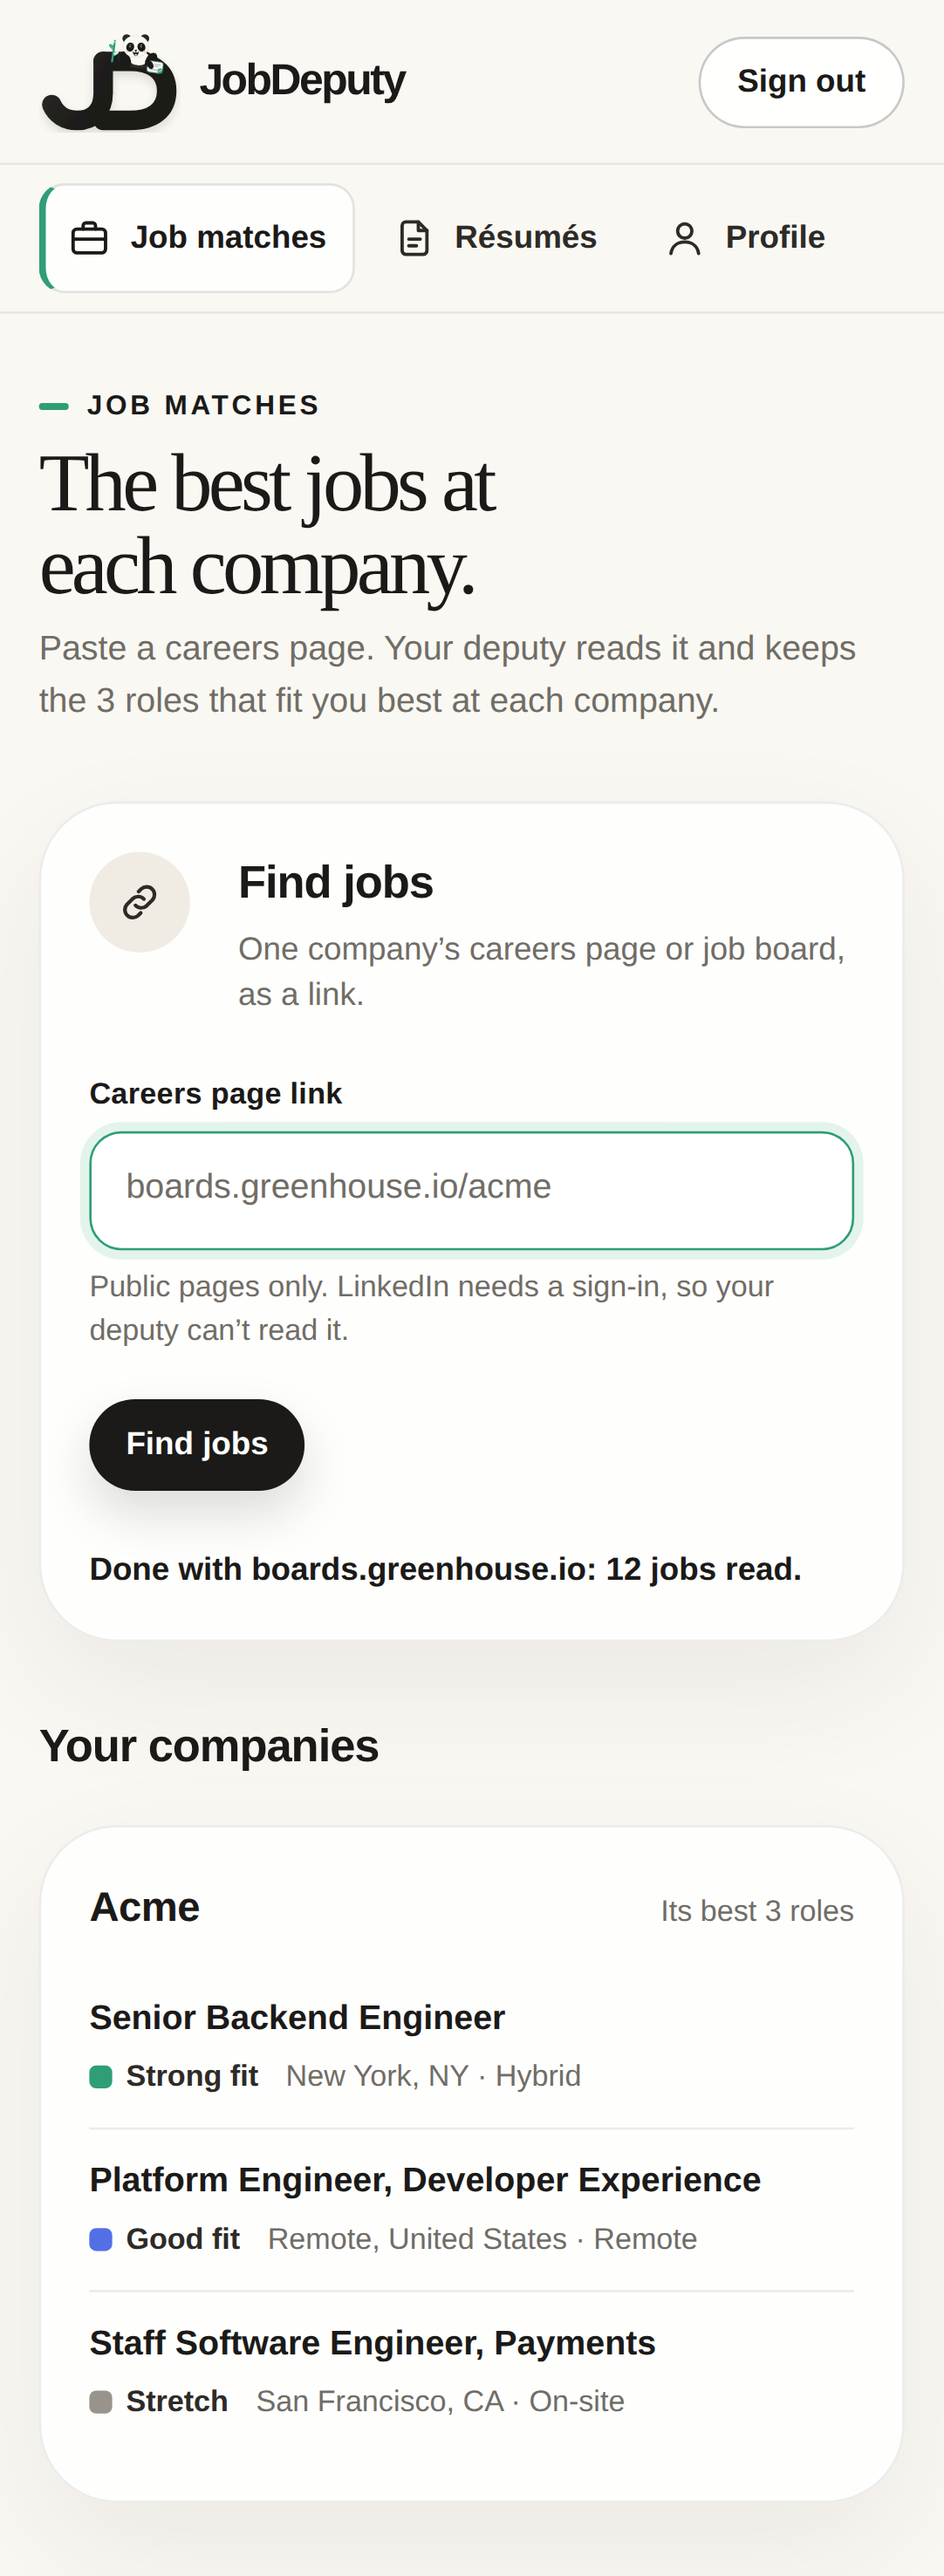 JD JobDeputy
Sign out
Job matches
Résumés
Profile
JOB MATCHES
The best jobs at
each company.
Paste a careers page. Your deputy reads it and keeps
the 3 roles that fit you best at each company.
Find jobs
One company’s careers page or job board,
as a link.
Careers page link
boards.greenhouse.io/acme
Public pages only. LinkedIn needs a sign-in, so your
deputy can’t read it.
Find jobs
Done with boards.greenhouse.io: 12 jobs read.
Your companies
Acme
Its best 3 roles
Senior Backend Engineer
Strong fit New York, NY · Hybrid
Platform Engineer, Developer Experience
Good fit Remote, United States · Remote
Staff Software Engineer, Payments
Stretch San Francisco, CA · On-site